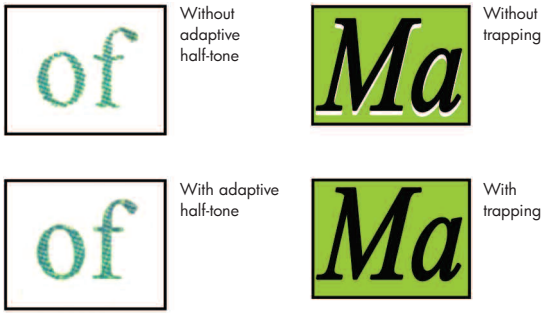 of
Without
adaptive
half-tone
Ma
Without
trapping
of
With adaptive
half-tone
Ma
With
trapping